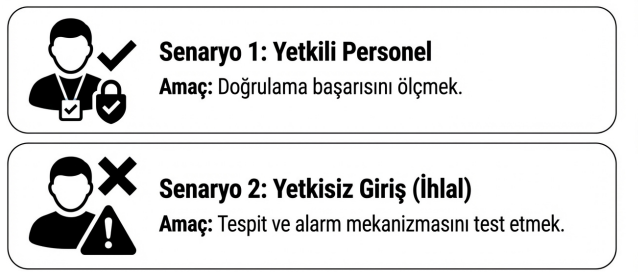 Senaryo 1: Yetkili Personel
Amaç: Doğrulama başarısını ölçmek.
Senaryo 2: Yetkisiz Giriş (İhlal)
Amaç: Tespit ve alarm mekanizmasını test etmek.